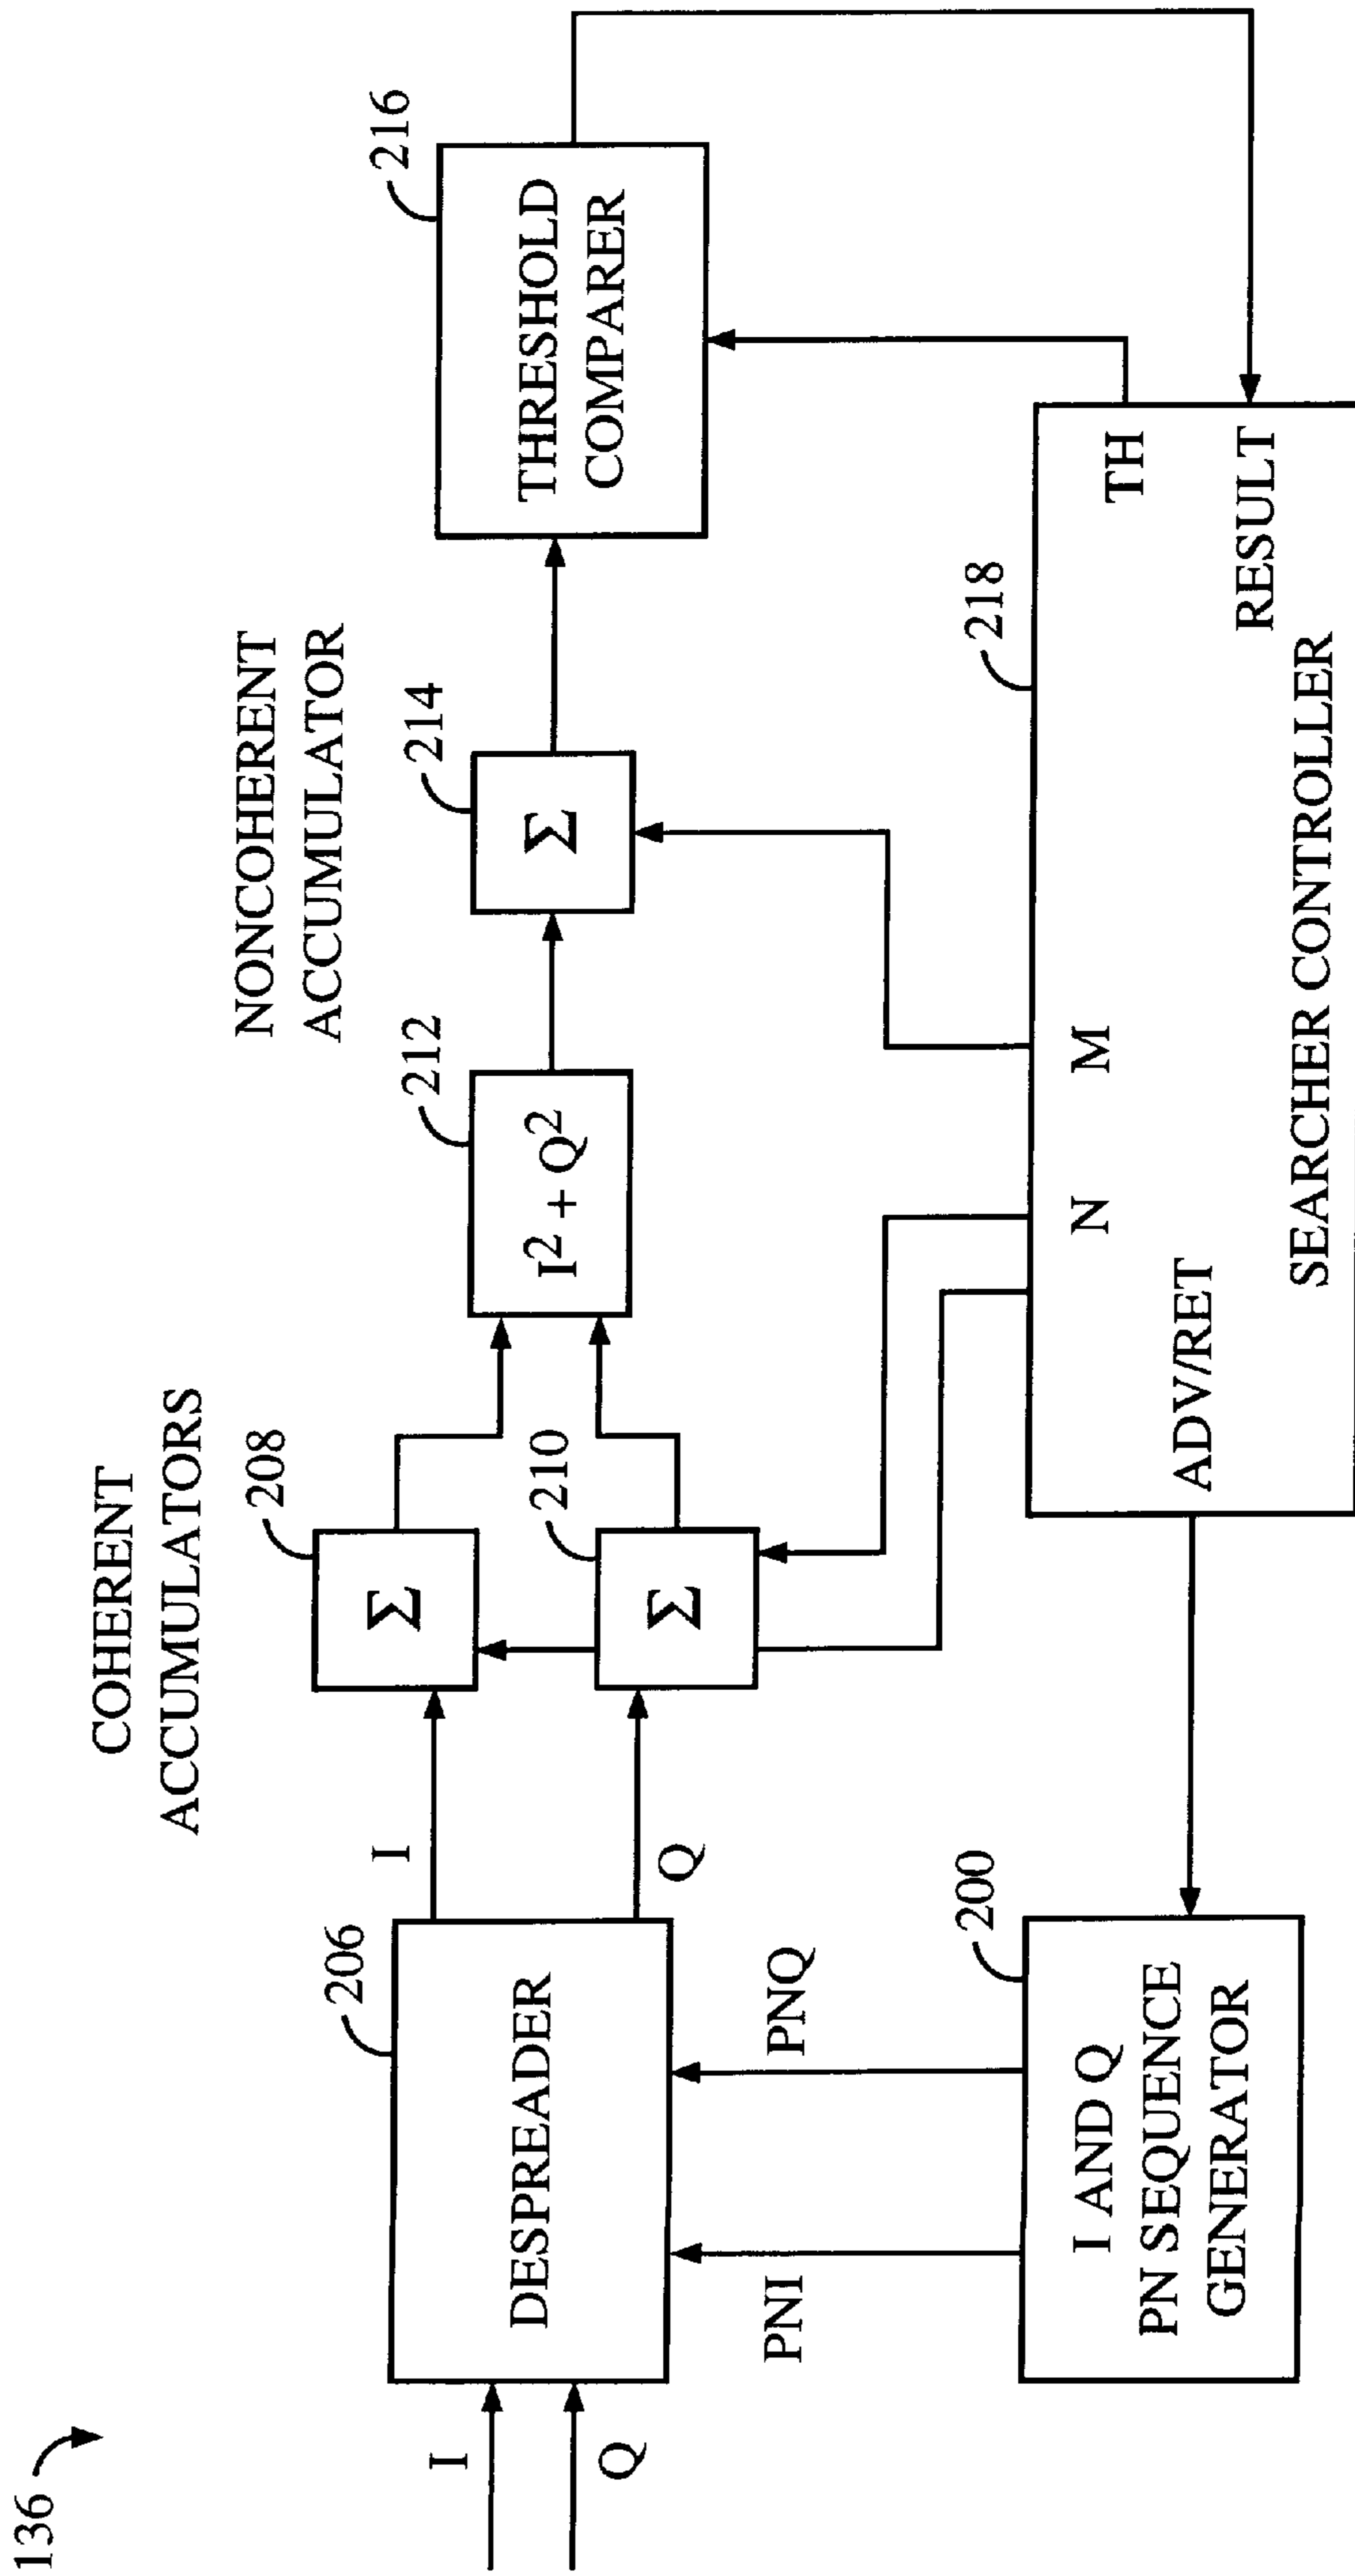 136
COHERENT
ACCUMULATORS
NONCOHERENT
ACCUMULATOR
I
Q
206
DESPREADER
I
Q
208
Σ
210
Σ
212
I² + Q²
214
Σ
216
THRESHOLD
COMPARER
PNI
PNQ
200
I AND Q
PN SEQUENCE
GENERATOR
218
ADV/RET
N
M
TH
RESULT
SEARCHER CONTROLLER